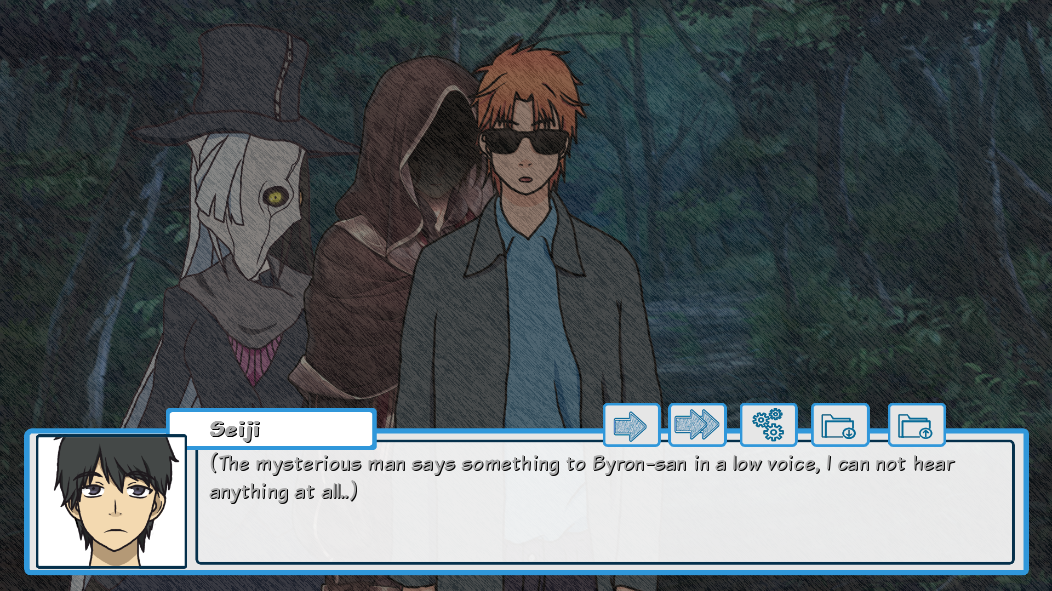 Seiji
(The mysterious man says something to Byron-san in a low voice, I can not hear
anything at all..)